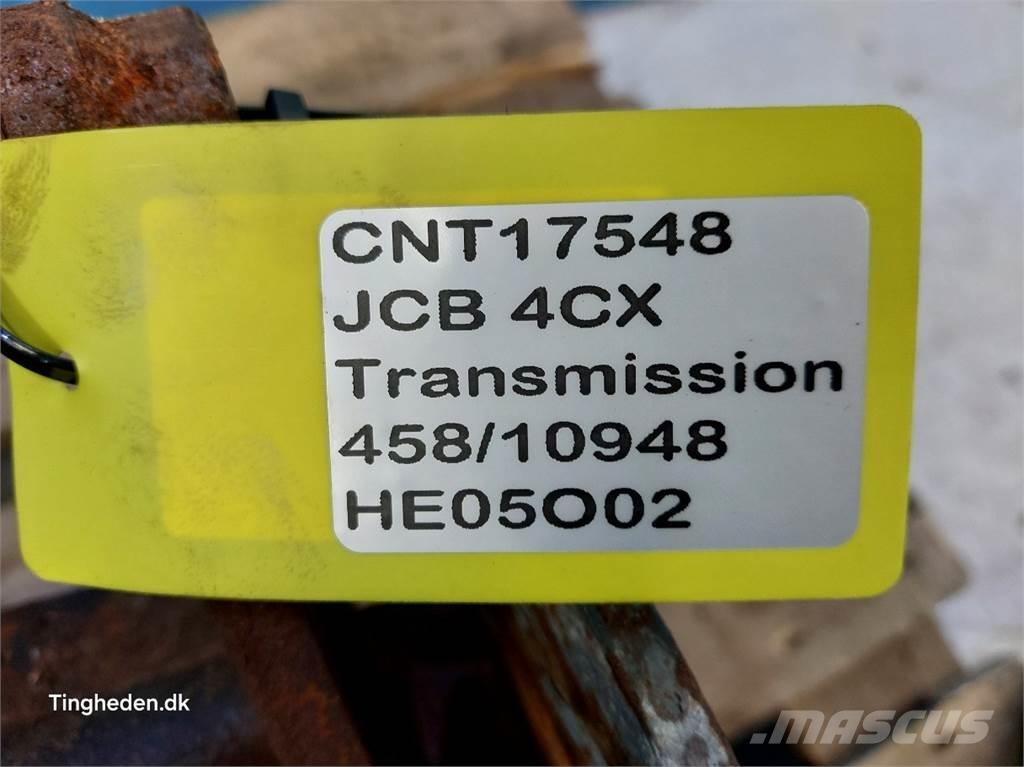 CNT17548
JCB 4CX
Transmission
458/10948
HE05O02
Tingheden.dk
MASCUS